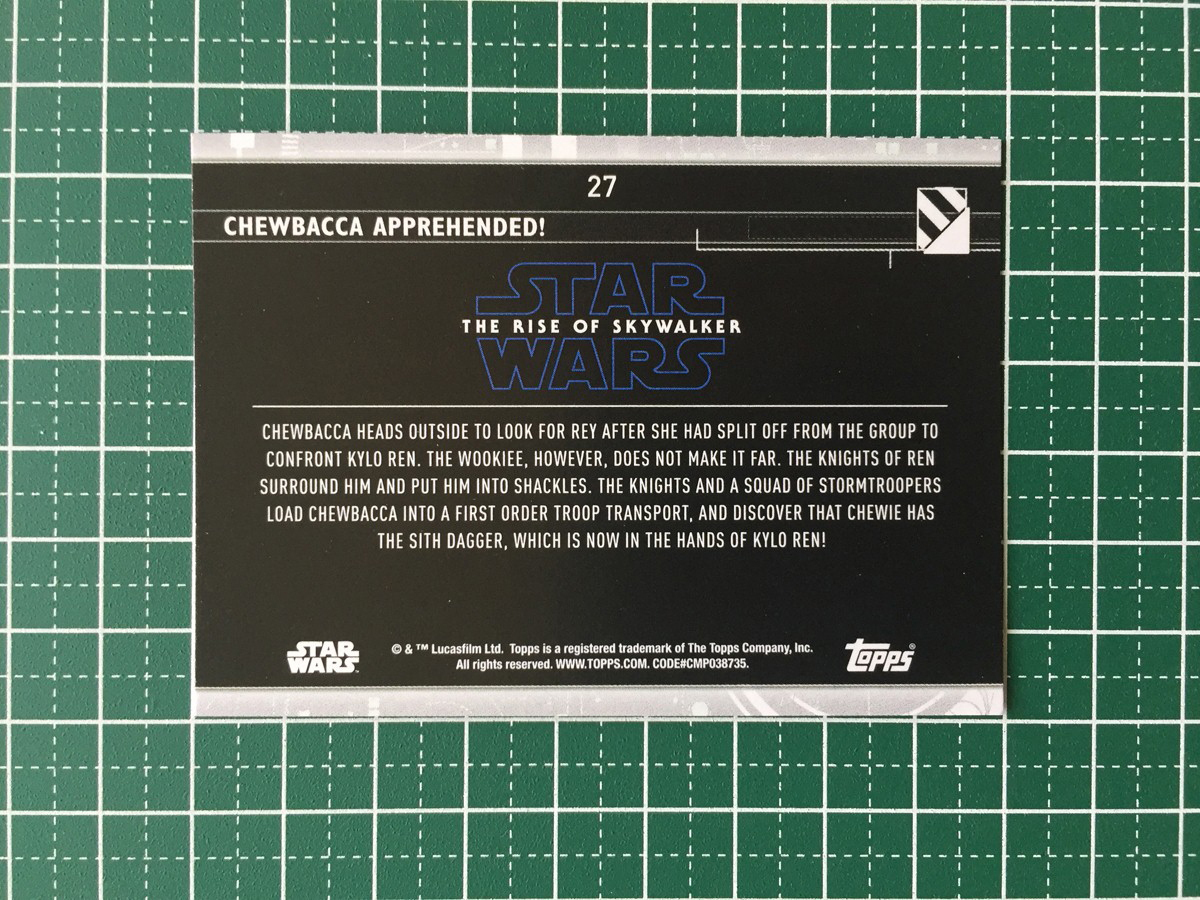 27
CHEWBACCA APPREHENDED!
STAR
THE RISE OF SKYWALKER
WARS
CHEWBACCA HEADS OUTSIDE TO LOOK FOR REY AFTER SHE HAD SPLIT OFF FROM THE GROUP TO
CONFRONT KYLO REN. THE WOOKIEE, HOWEVER, DOES NOT MAKE IT FAR. THE KNIGHTS OF REN
SURROUND HIM AND PUT HIM INTO SHACKLES. THE KNIGHTS AND A SQUAD OF STORMTROOPERS
LOAD CHEWBACCA INTO A FIRST ORDER TROOP TRANSPORT, AND DISCOVER THAT CHEWIE HAS
THE SITH DAGGER, WHICH IS NOW IN THE HANDS OF KYLO REN!
STAR
WARS
© & ™ Lucasfilm Ltd. Topps is a registered trademark of The Topps Company, Inc.
All rights reserved. WWW.TOPPS.COM. CODE#CMP038735.
topps®